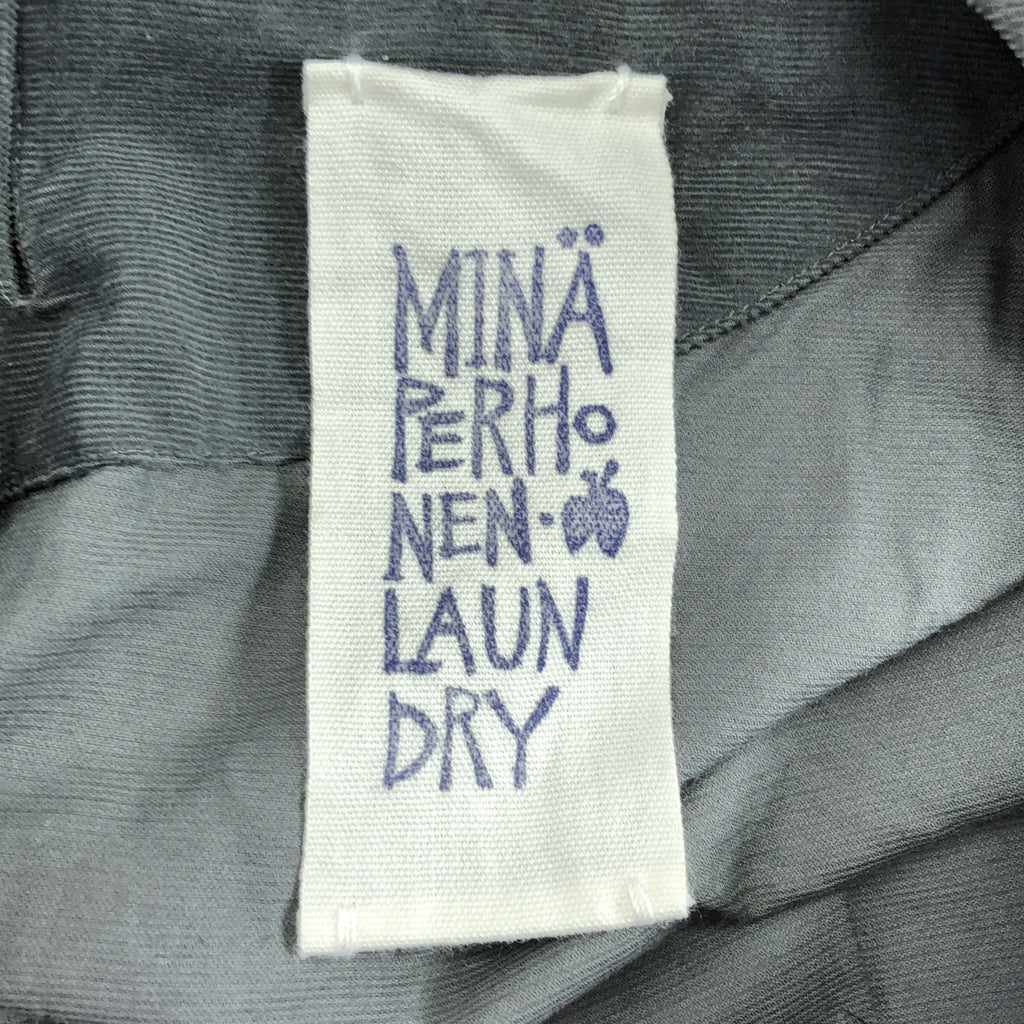 MINÄ
PERHO
NEN·
LAUN
DRY